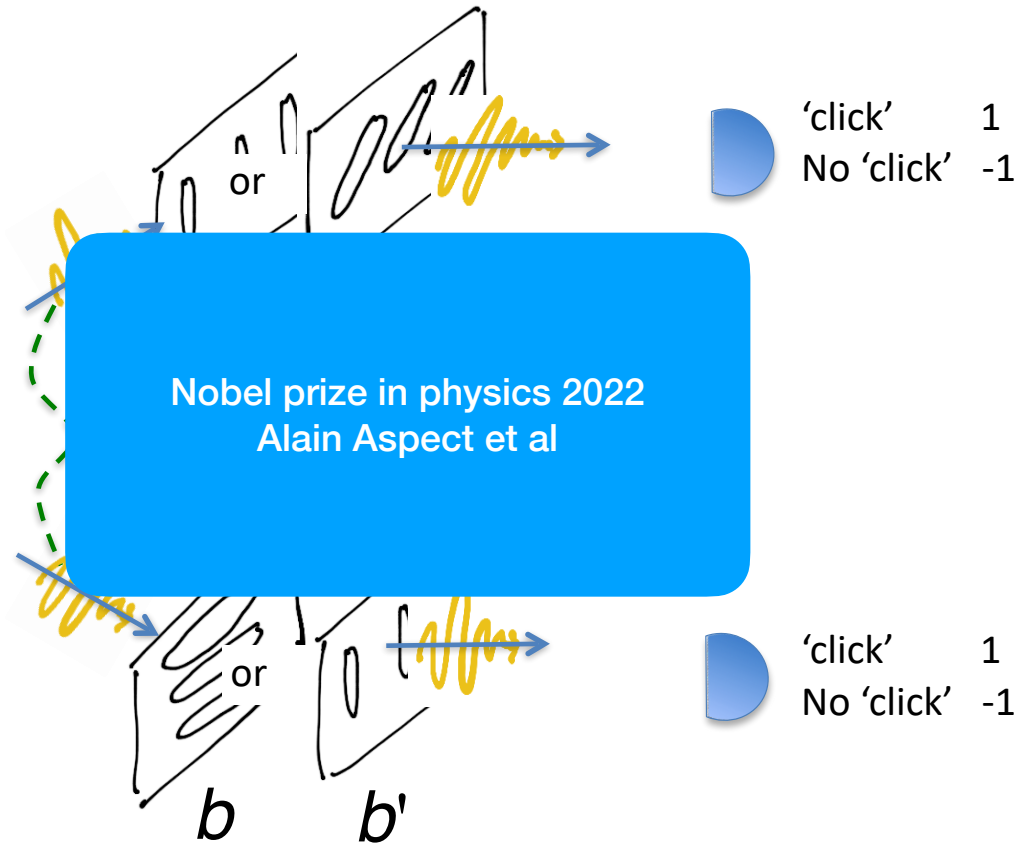 ‘click’ 1
No ‘click’ -1
or
Nobel prize in physics 2022
Alain Aspect et al
‘click’ 1
or
No ‘click’ -1
b b'